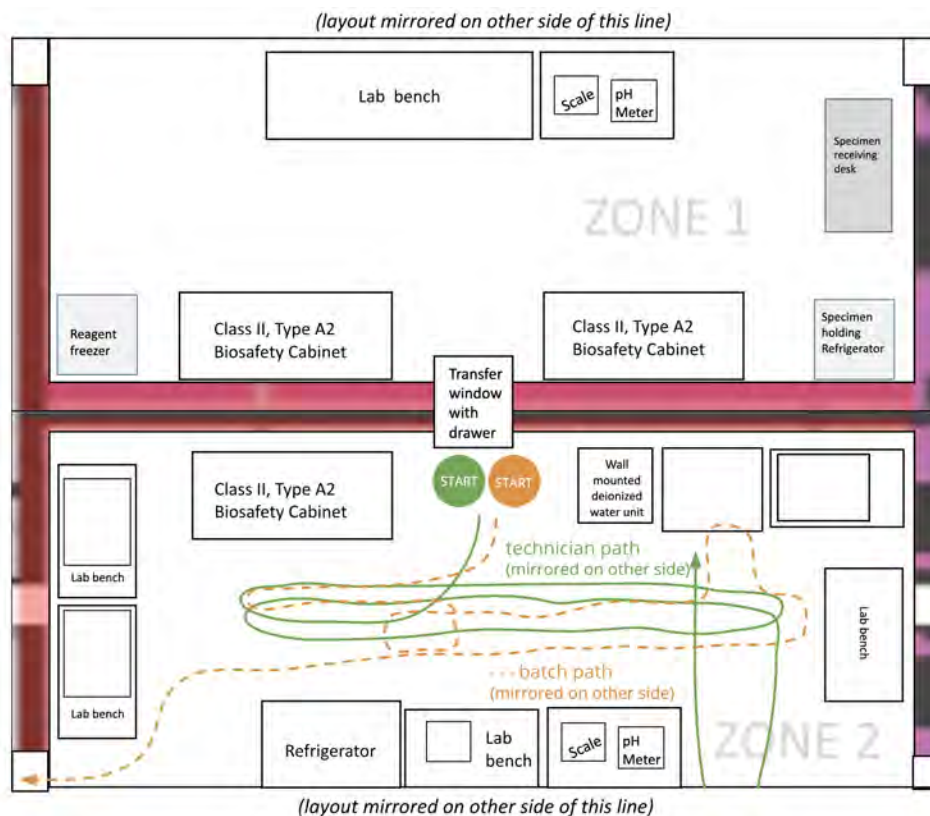 (layout mirrored on other side of this line)
Lab bench
Scale
pH
Meter
Specimen
receiving
desk
ZONE 1
Reagent
freezer
Class II, Type A2
Biosafety Cabinet
Class II, Type A2
Biosafety Cabinet
Specimen
holding
Refrigerator
Transfer
window
with
drawer
Class II, Type A2
Biosafety Cabinet
START
START
Wall
mounted
deionized
water unit
technician path
(mirrored on other side)
Lab bench
Lab bench
Lab bench
batch path
(mirrored on other side)
Refrigerator
Lab
bench
Scale
pH
Meter
ZONE 2
(layout mirrored on other side of this line)